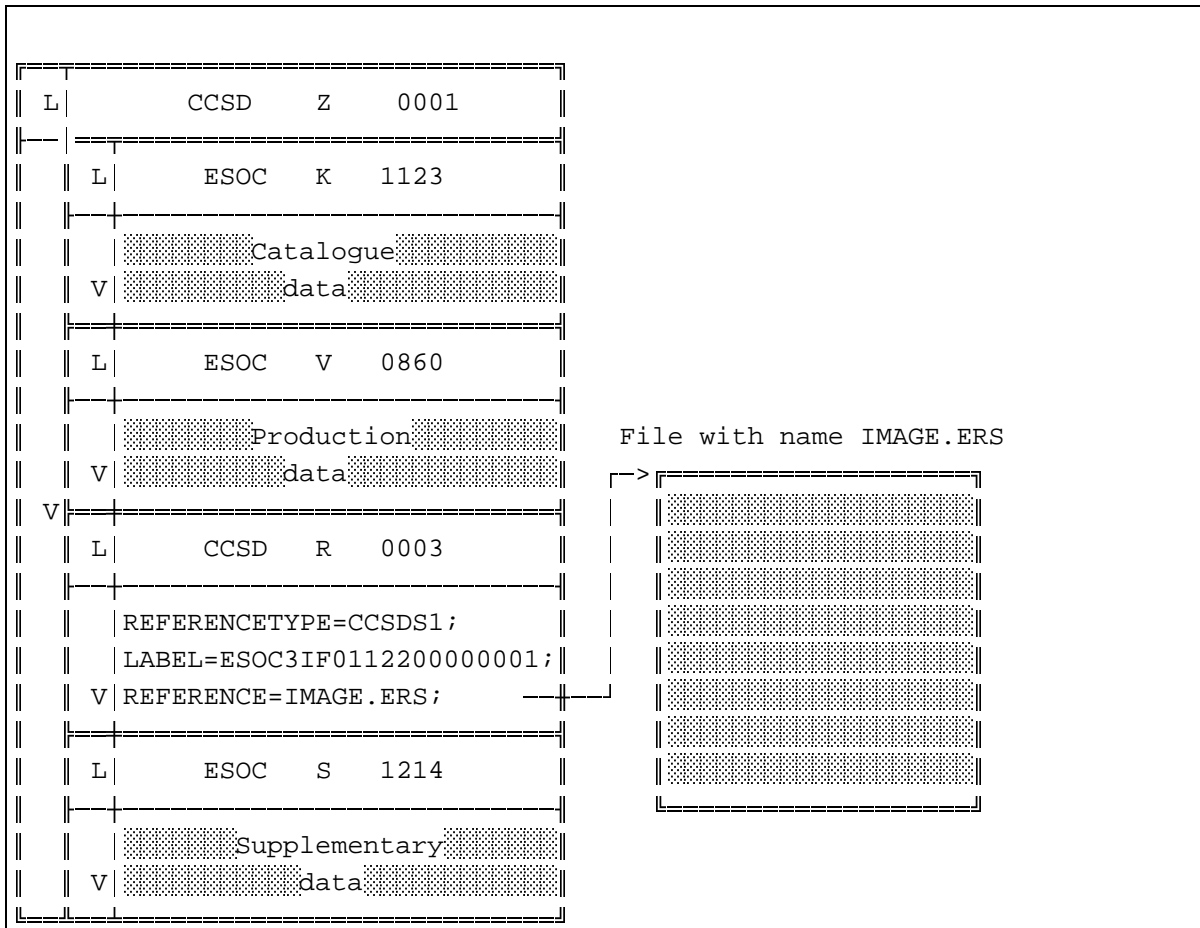 L CCSD Z 0001
L ESOC K 1123
Catalogue
V data
L ESOC V 0860
Production
File with name IMAGE.ERS
V data
V
L CCSD R 0003
REFERENCETYPE=CCSDS1;
LABEL=ESOC3IF0112200000001;
V REFERENCE=IMAGE.ERS;
L ESOC S 1214
Supplementary
V data